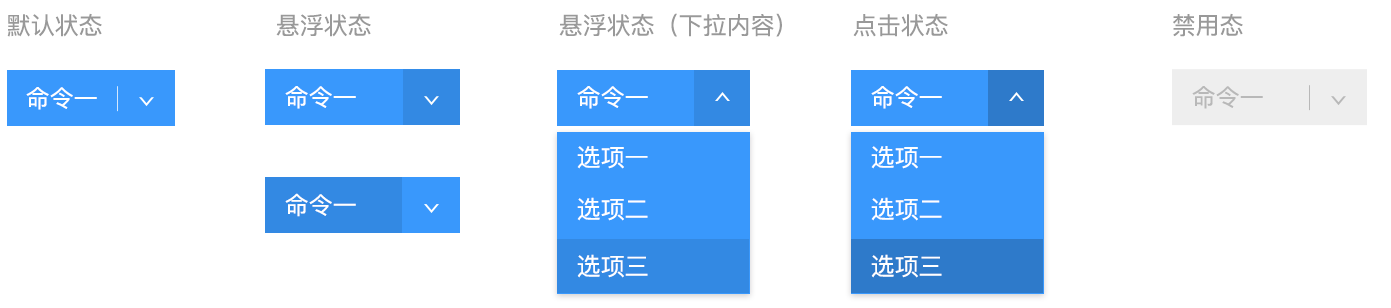 默认状态
悬浮状态
悬浮状态（下拉内容）
点击状态
禁用态
命令一
命令一
命令一
命令一
命令一
选项一
选项一
命令一
选项二
选项二
选项三
选项三